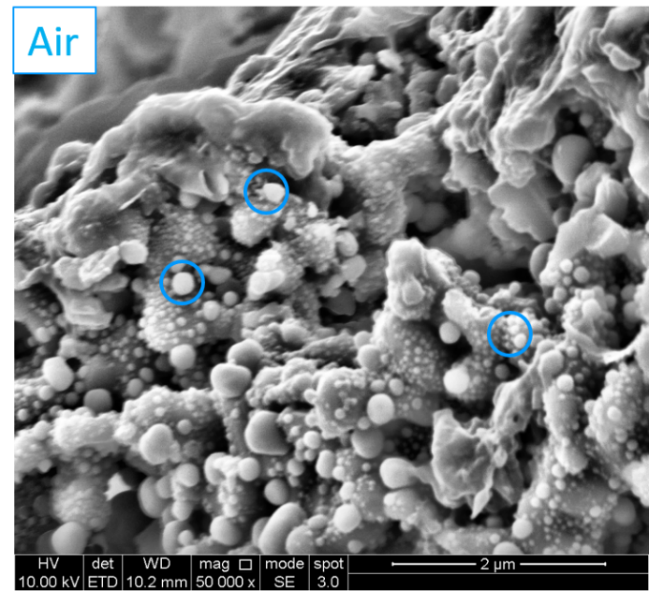 Air
HV det WD mag □ mode spot
10.00 kV ETD 10.2 mm 50 000 x SE 3.0 2 µm